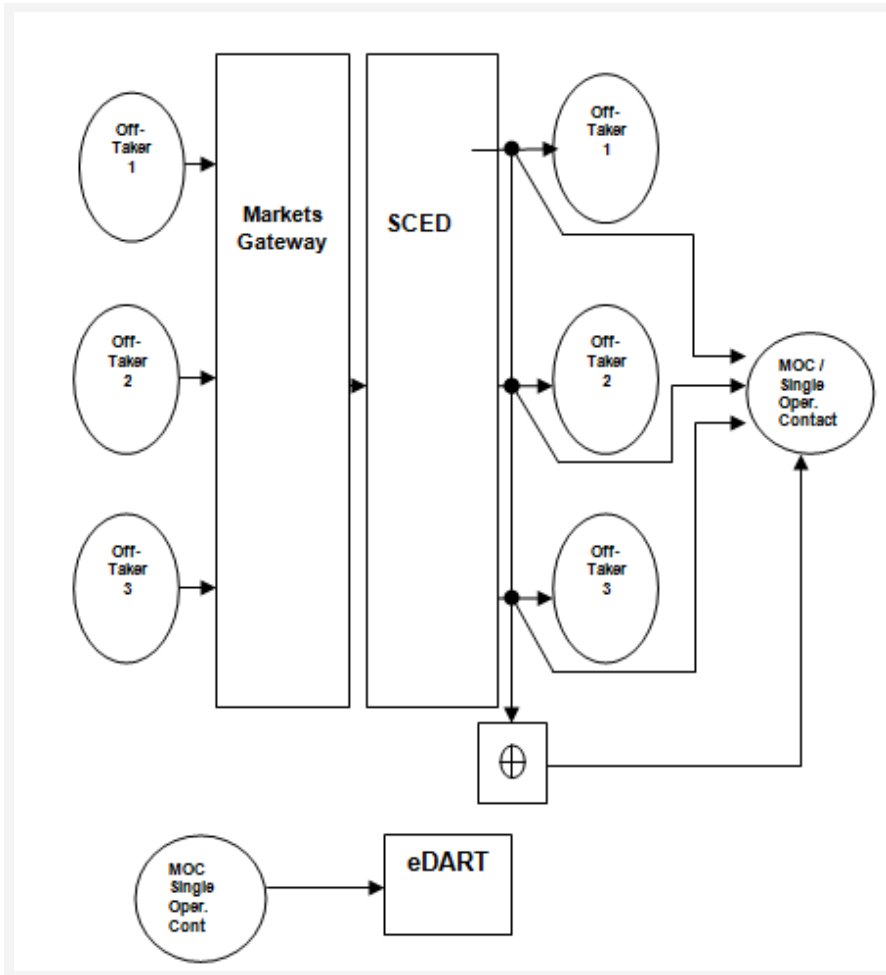 Off-
Taker
1
Off-
Taker
2
Off-
Taker
3
Markets
Gateway
SCED
Off-
Taker
1
Off-
Taker
2
Off-
Taker
3
MOC /
Single
Oper.
Contact
MOC
Single
Oper.
Cont
eDART